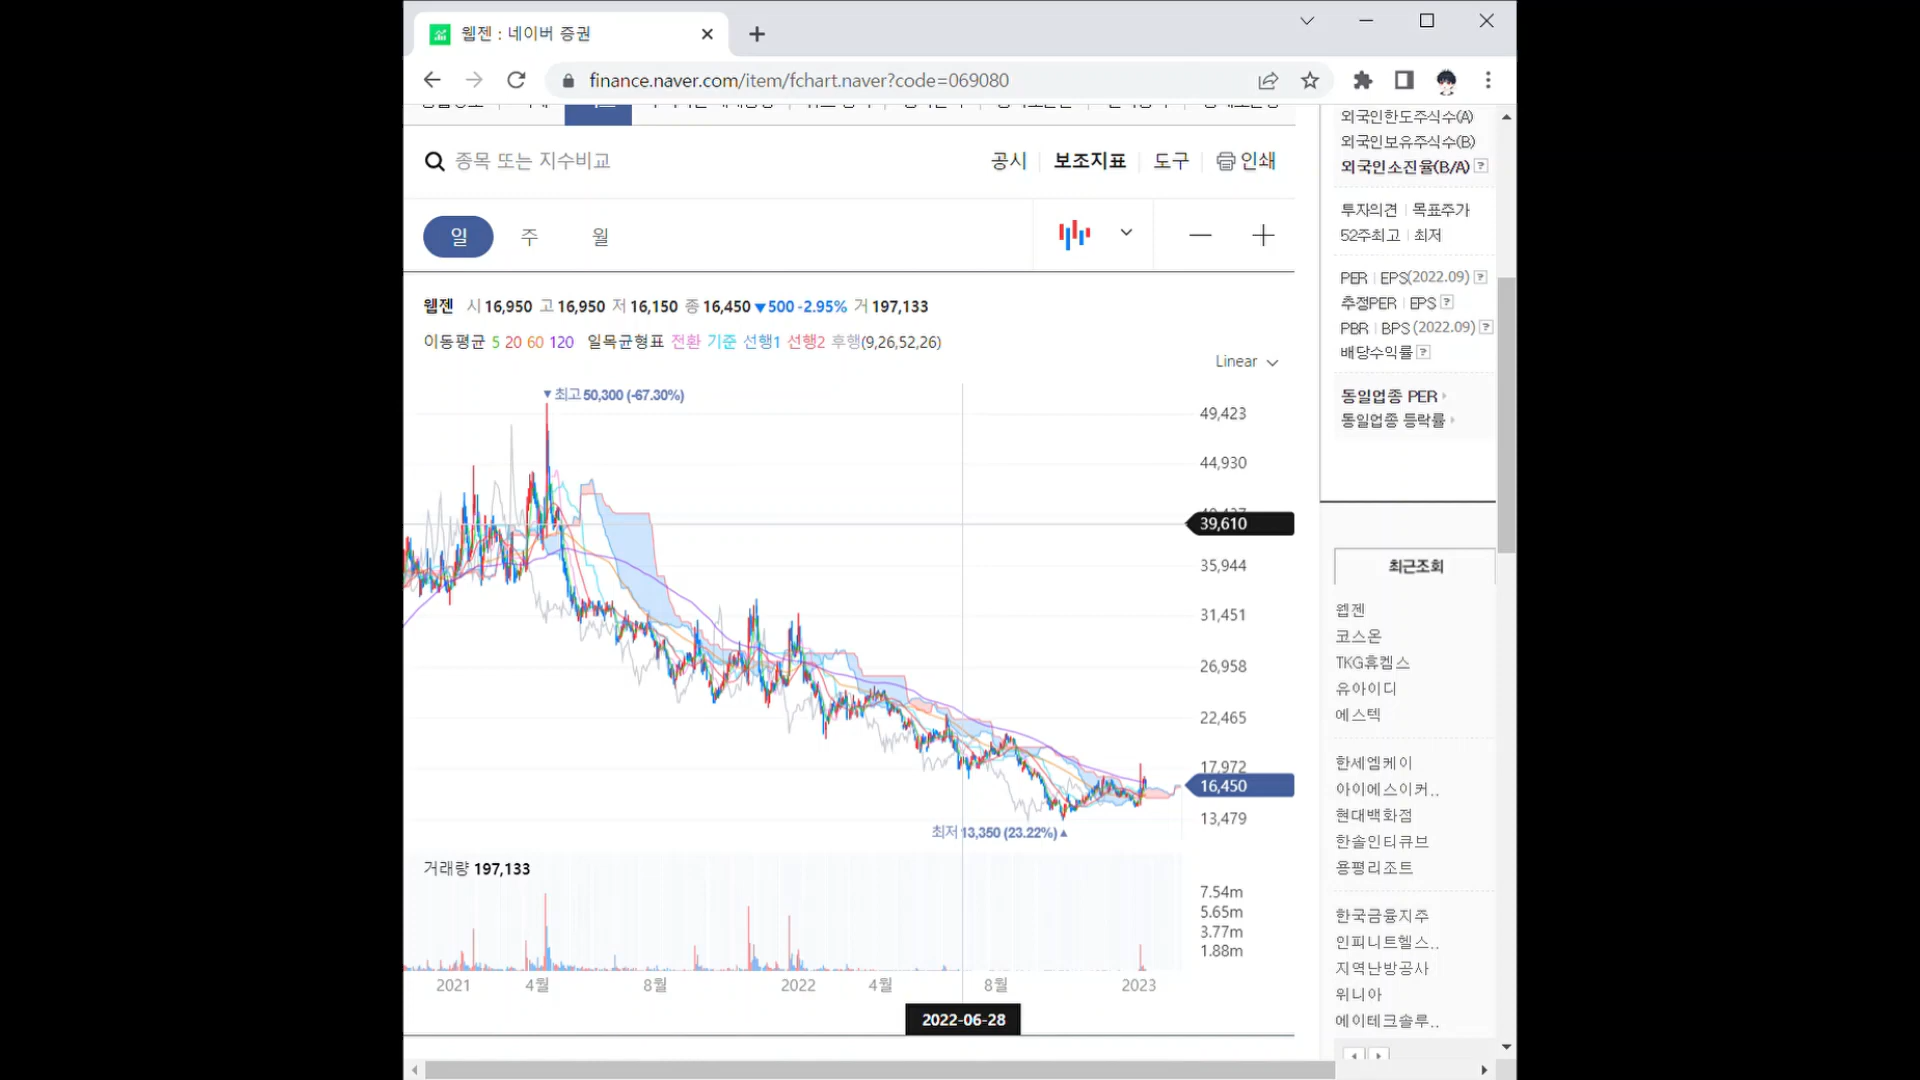 웹젠 : 네이버 증권
finance.naver.com/item/fchart.naver?code=069080
종목 또는 지수비교
공시 보조지표 도구 인쇄
일 주 월
웹젠 시 16,950 고 16,950 저 16,150 종 16,450 ▼500 -2.95% 거 197,133
이동평균 5 20 60 120 일목균형표 전환 기준 선행1 선행2 후행(9,26,52,26)
Linear
▼최고 50,300 (-67.30%)
49,423
44,930
39,610
35,944
31,451
26,958
22,465
17,972
16,450
13,479
최저 13,350 (23.22%)▲
거래량 197,133
7.54m
5.65m
3.77m
1.88m
2021 4월 8월 2022 4월 8월 2023
2022-06-28
외국인한도주식수(A)
외국인보유주식수(B)
외국인소진율(B/A) ?
투자의견 | 목표주가
52주최고 | 최저
PER | EPS(2022.09) ?
추정PER | EPS ?
PBR | BPS (2022.09) ?
배당수익률 ?
동일업종 PER
동일업종 등락률
최근조회
웹젠
코스온
TKG휴켐스
유아이디
에스텍
한세엠케이
아이에스이커..
현대백화점
한솔인티큐브
용평리조트
한국금융지주
인피니트헬스..
지역난방공사
위니아
에이테크솔루..